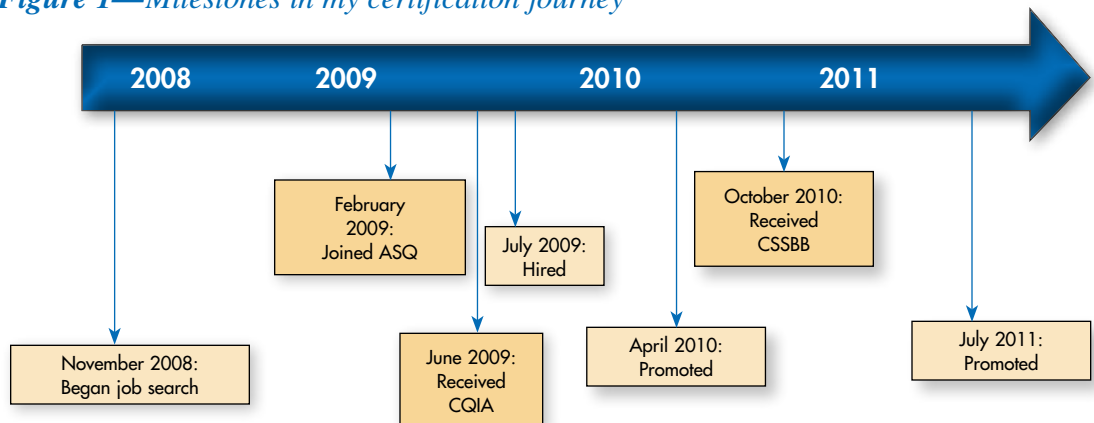 Figure 1—Milestones in my certification journey
2008
2009
2010
2011
February
2009:
Joined ASQ
October 2010:
Received
CSSBB
July 2009:
Hired
November 2008:
Began job search
June 2009:
Received
CQIA
April 2010:
Promoted
July 2011:
Promoted